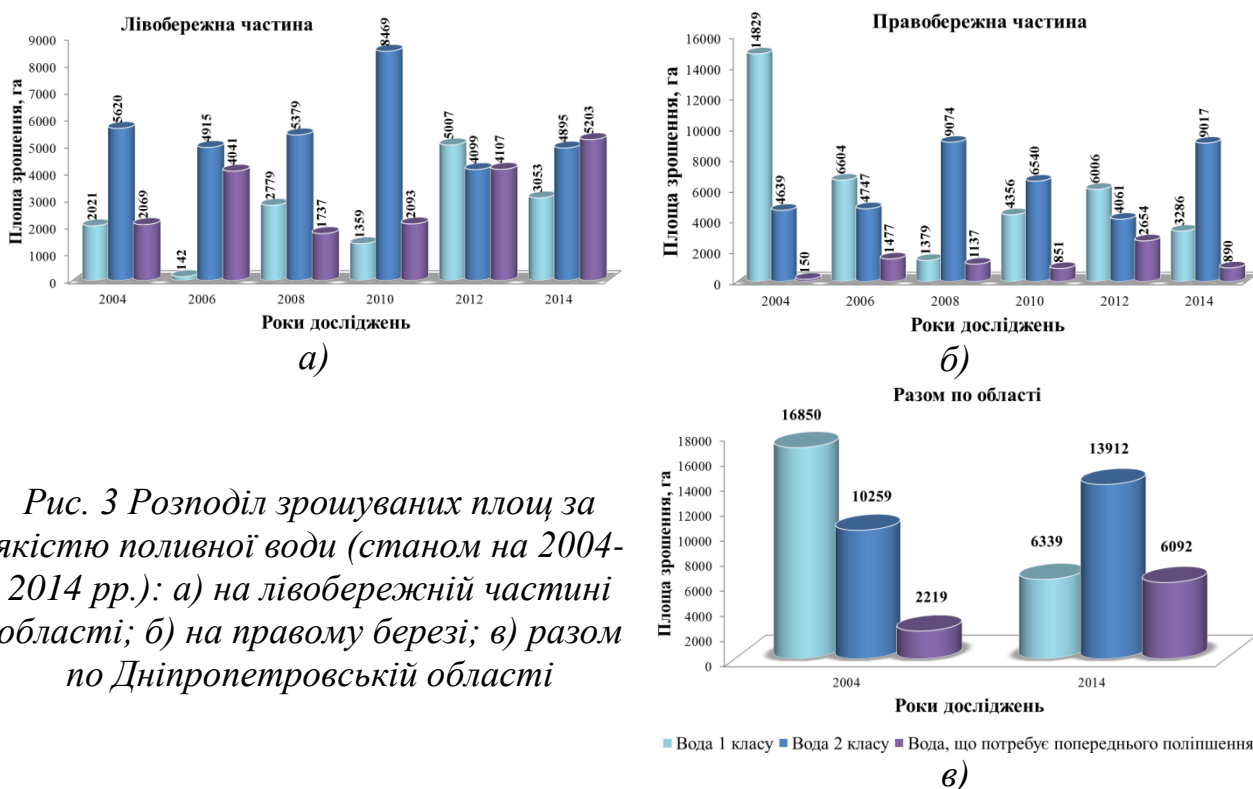 Лівобережна частина
Площа зрошення, га
9000
8000
7000
6000
5000
4000
3000
2000
1000
0
2021 5620 2069 142 4915 4041 2779 5379 1737 1359 8469 2093 5007 4099 4107 3053 4895 5203
2004 2006 2008 2010 2012 2014
Роки досліджень
а)
Правобережна частина
Площа зрошення, га
16000
14000
12000
10000
8000
6000
4000
2000
0
14829 4639 150 6604 4747 1477 1379 9074 1137 4356 6540 851 6006 4061 2654 3286 9017 890
2004 2006 2008 2010 2012 2014
Роки досліджень
б)
Рис. 3 Розподіл зрошуваних площ за
якістю поливної води (станом на 2004-
2014 рр.): а) на лівобережній частині
області; б) на правому березі; в) разом
по Дніпропетровській області
Разом по області
Площа зрошення, га
18000
16000
14000
12000
10000
8000
6000
4000
2000
0
16850 10259 2219 6339 13912 6092
2004 2014
Роки досліджень
Вода 1 класу Вода 2 класу Вода, що потребує попереднього поліпшення
в)